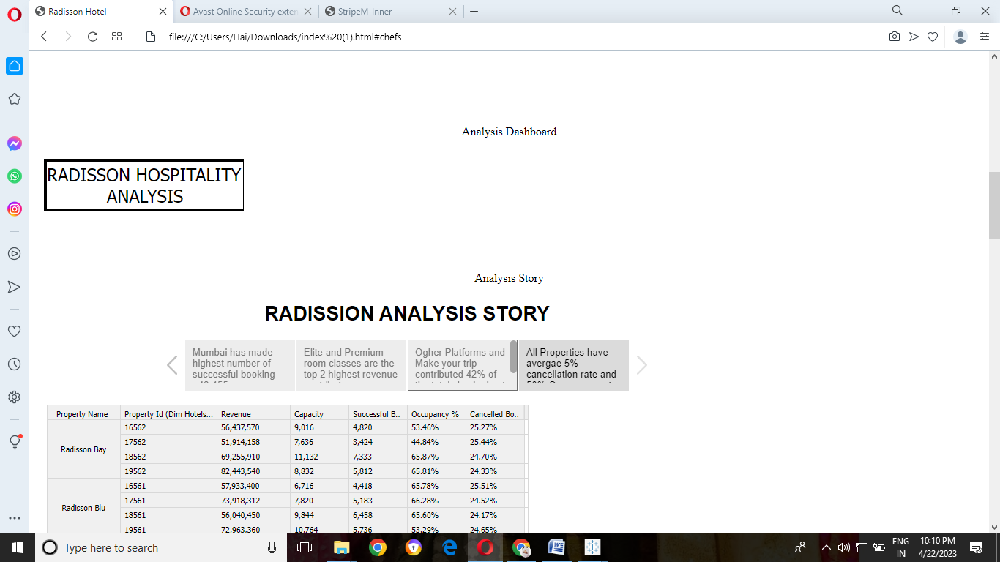 Radisson Hotel
Avast Online Security exten
StripeM-Inner
file:///C:/Users/Hai/Downloads/index%20(1).html#chefs
Analysis Dashboard
RADISSON HOSPITALITY
ANALYSIS
Analysis Story
RADISSION ANALYSIS STORY
Mumbai has made
highest number of
successful booking
Elite and Premium
room classes are the
top 2 highest revenue
Ogher Platforms and
Make your trip
contributed 42% of
All Properties have
avergae 5%
cancellation rate and
Property Name Property Id (Dim Hotels... Revenue Capacity Successful B.. Occupancy % Cancelled Bo..
Radisson Bay
16562 56,437,570 9,016 4,820 53.46% 25.27%
17562 51,914,158 7,636 3,424 44.84% 25.44%
18562 69,255,910 11,132 7,333 65.87% 24.70%
19562 82,443,540 8,832 5,812 65.81% 24.33%
Radisson Blu
16561 57,933,400 6,716 4,418 65.78% 25.51%
17561 73,918,312 7,820 5,183 66.28% 24.52%
18561 56,040,450 9,844 6,458 65.60% 24.17%
19561 72,963,360 10,764 5,736 53.29% 24.65%
Type here to search
ENG
IN
10:10 PM
4/22/2023